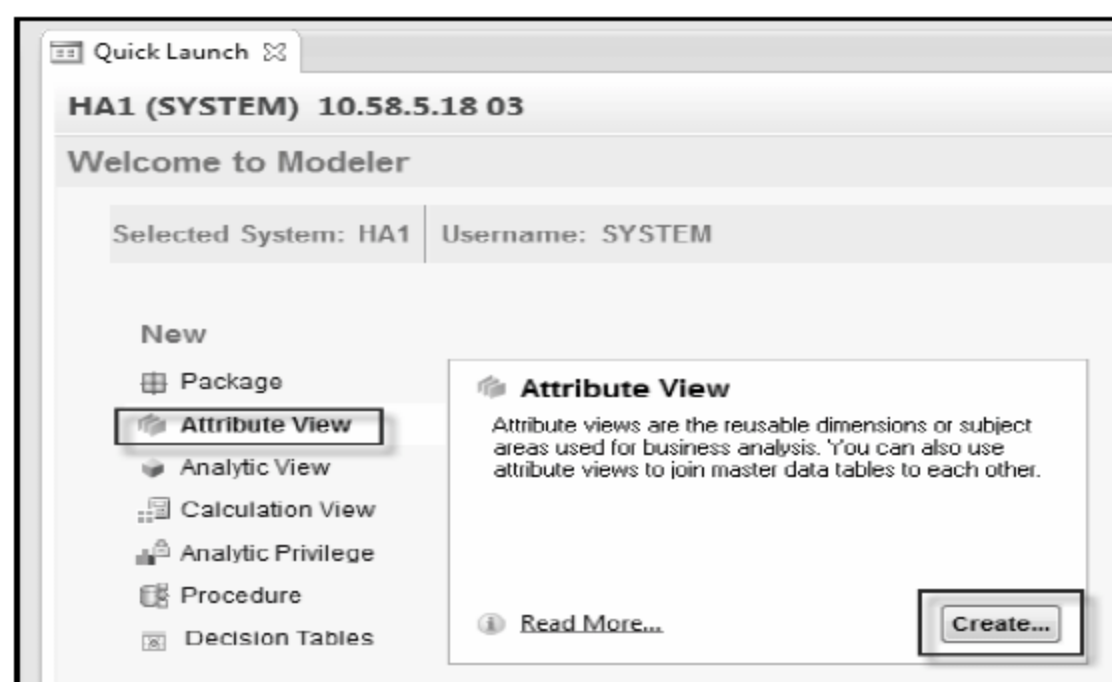 Quick Launch
HA1 (SYSTEM) 10.58.5.18 03
Welcome to Modeler
Selected System: HA1
Username: SYSTEM
New
Package
Attribute View
Analytic View
Calculation View
Analytic Privilege
Procedure
Decision Tables
Attribute View
Attribute views are the reusable dimensions or subject
areas used for business analysis. You can also use
attribute views to join master data tables to each other.
Read More...
Create...